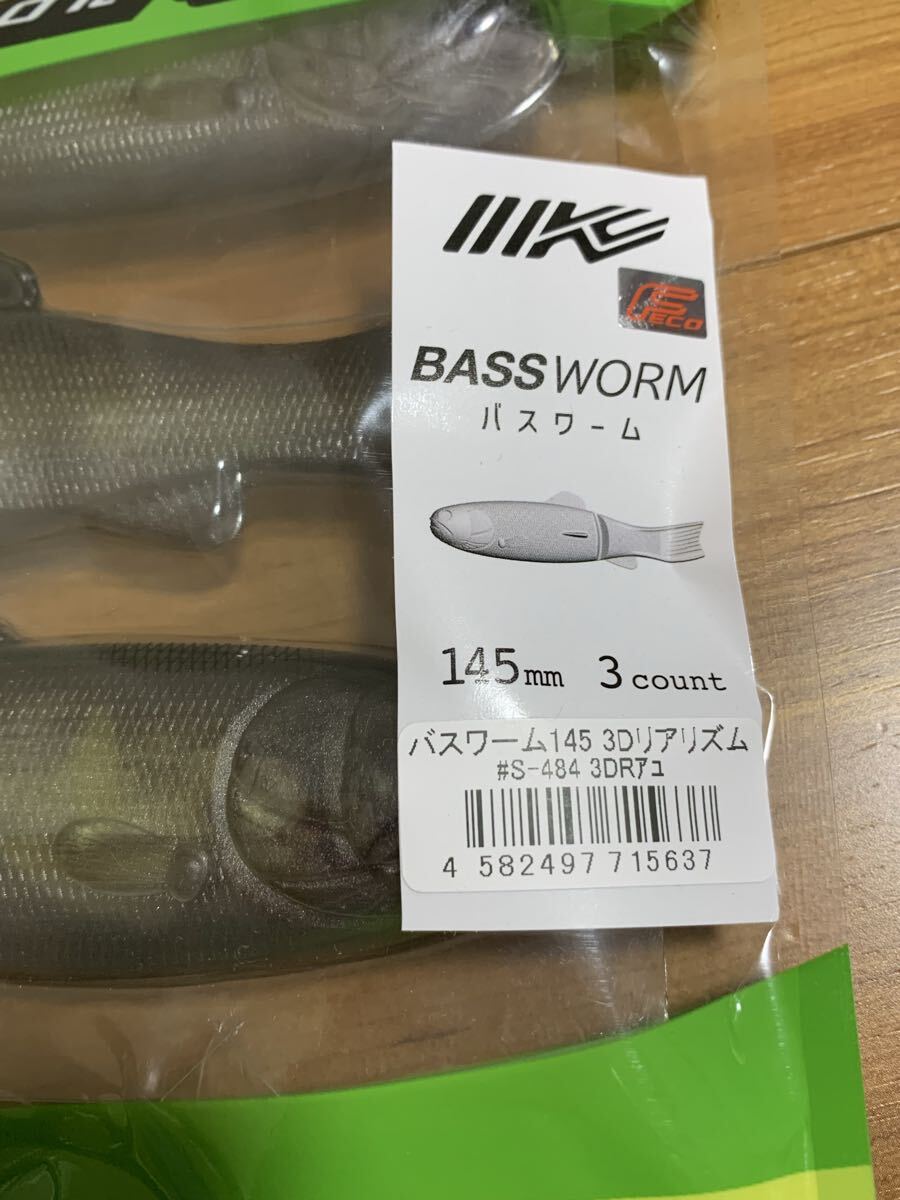 FECO
BASS WORM
バスワーム
145mm 3 count
バスワーム145 3Dリアリズム
#S-484 3DRアユ
4 582497 715637